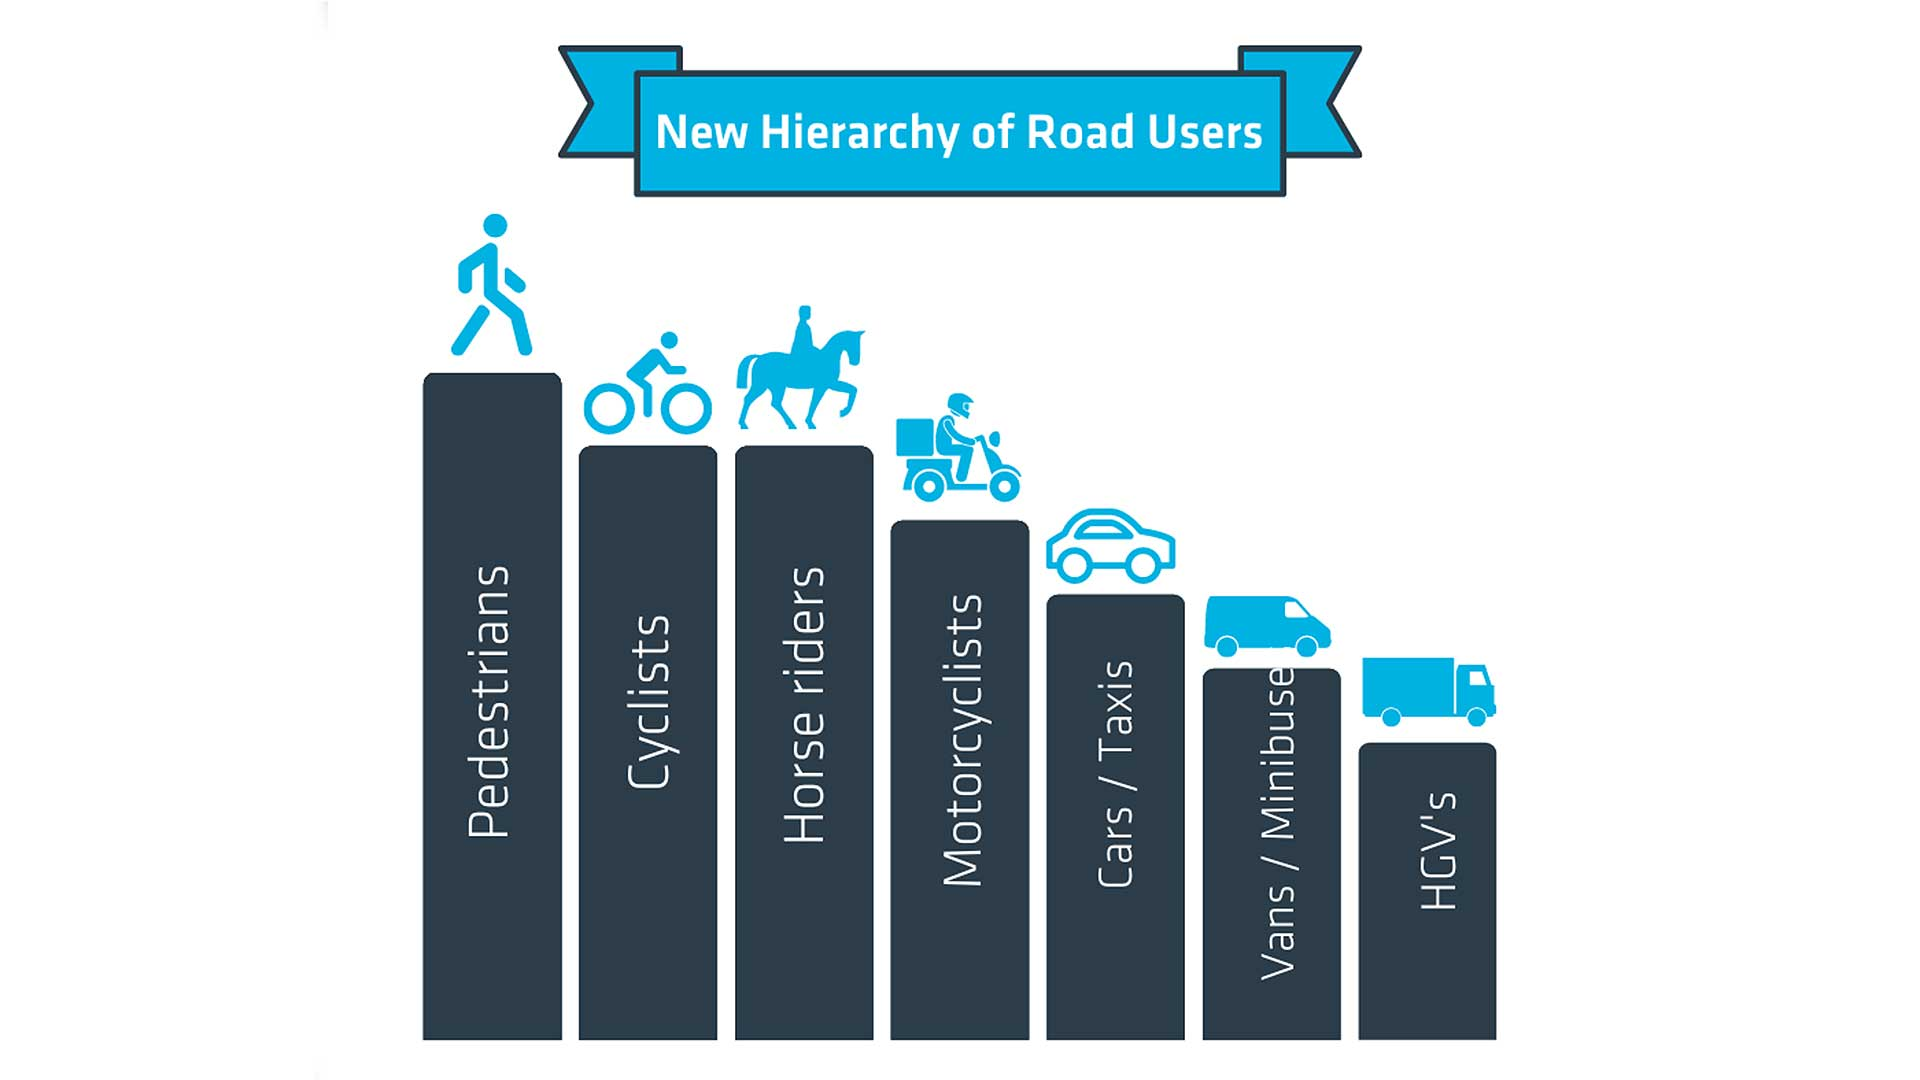 New Hierarchy of Road Users
Pedestrians
Cyclists
Horse riders
Motorcyclists
Cars / Taxis
Vans / Minibuse
HGV's